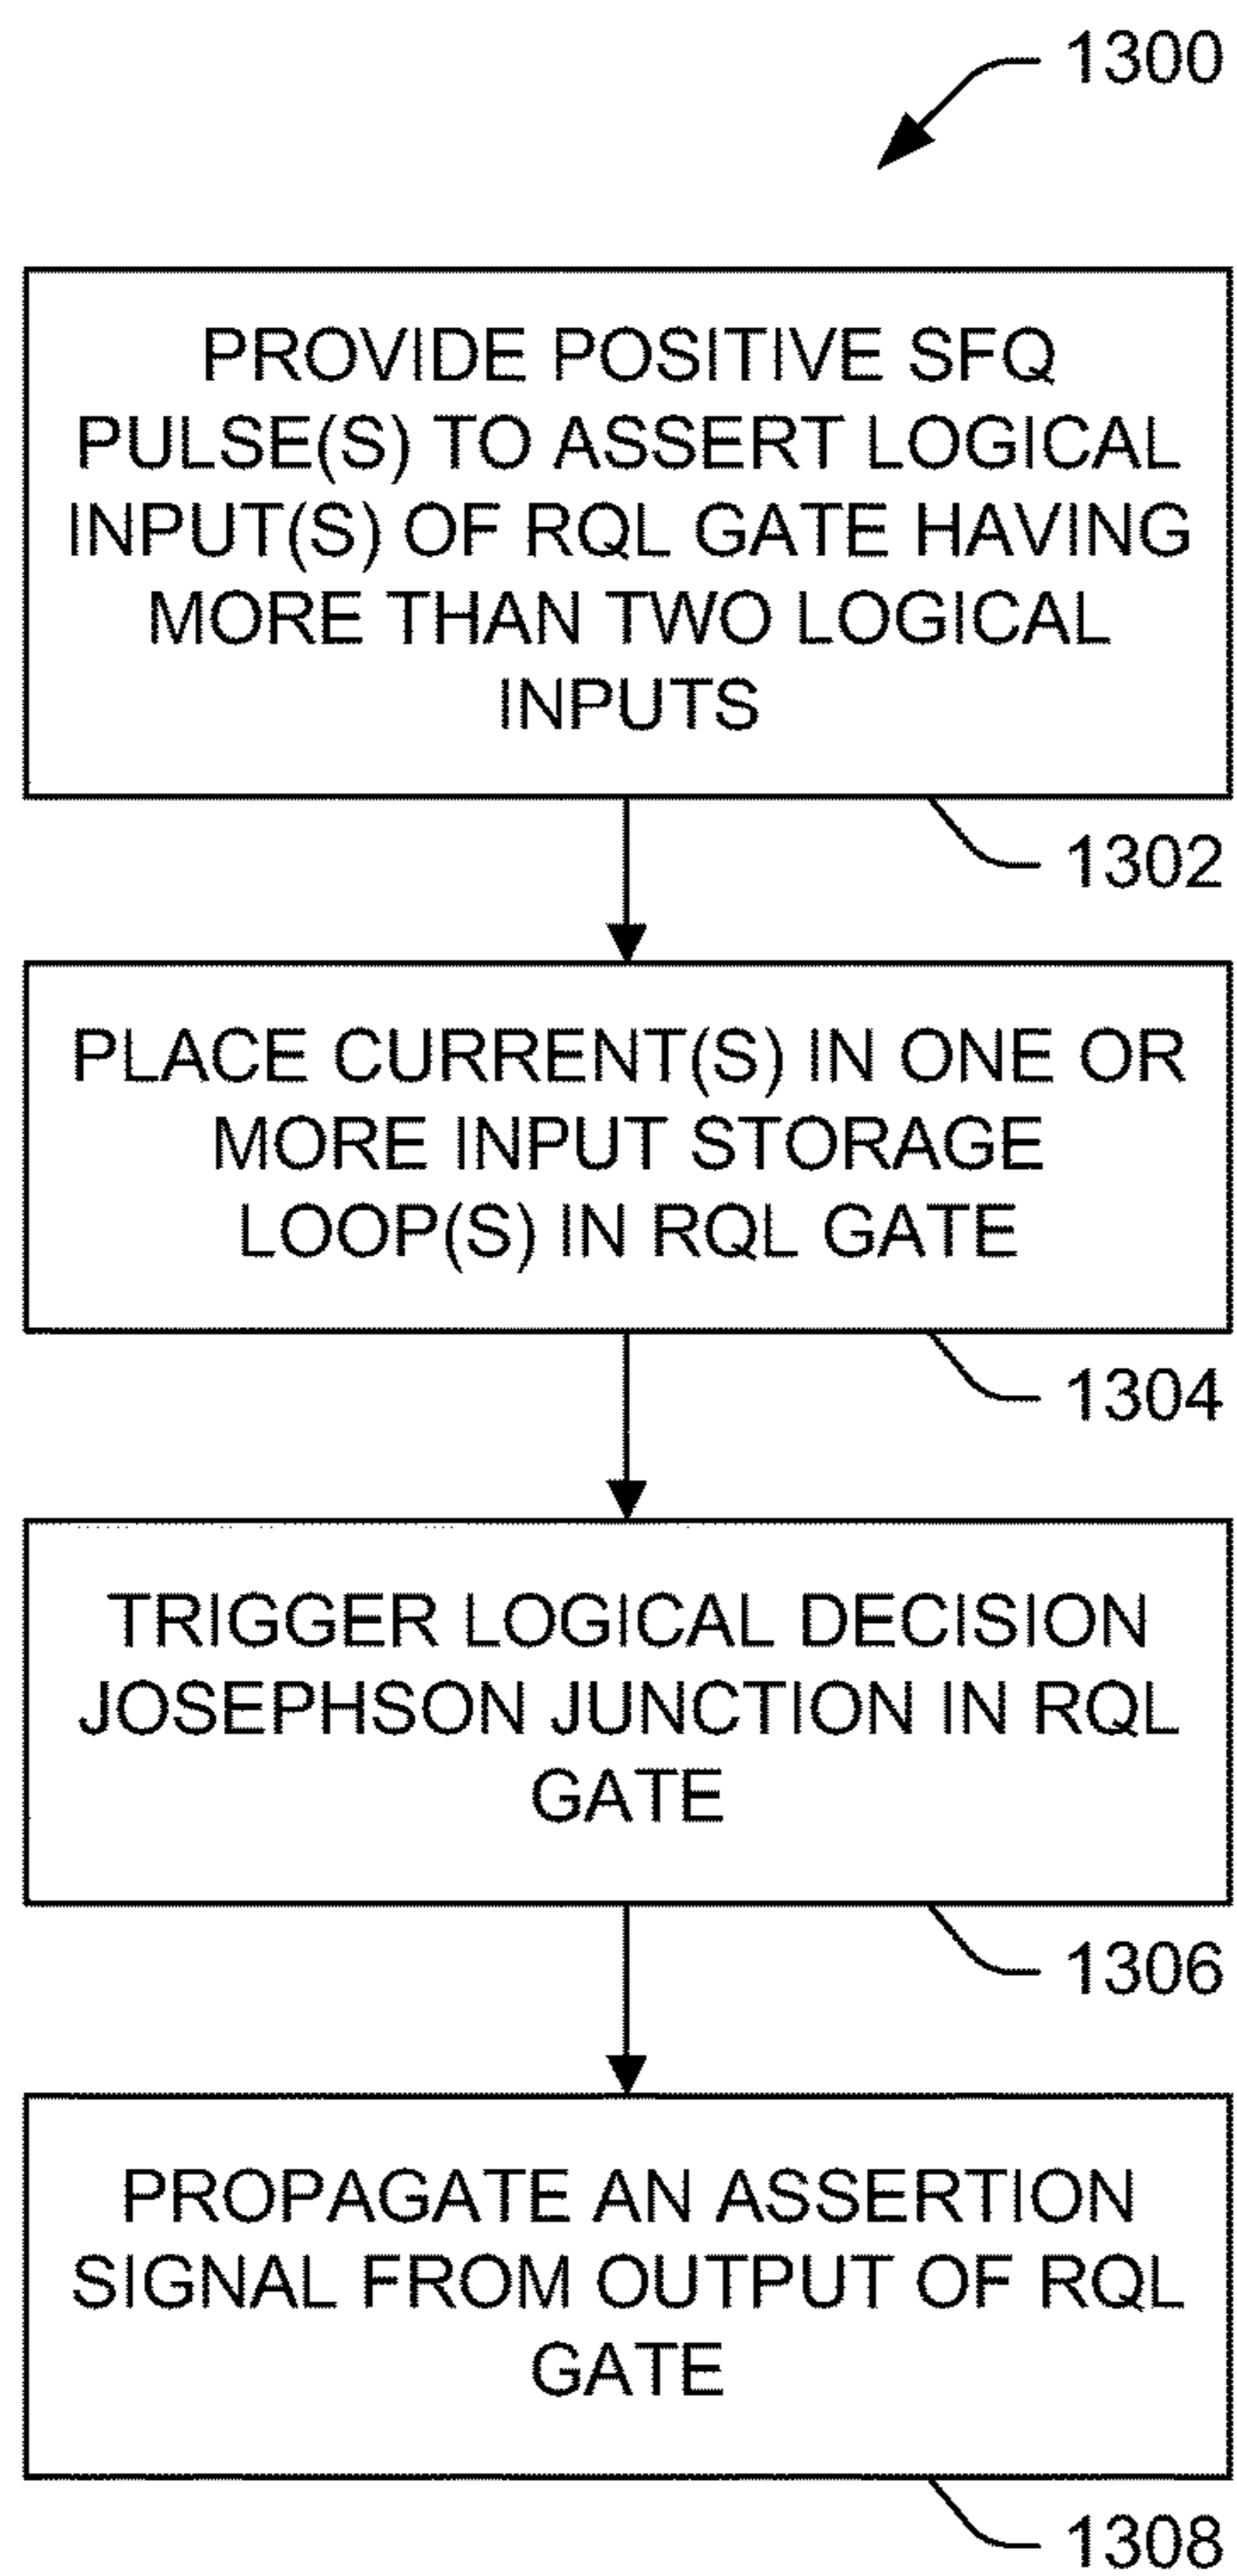 1300
PROVIDE POSITIVE SFQ
PULSE(S) TO ASSERT LOGICAL
INPUT(S) OF RQL GATE HAVING
MORE THAN TWO LOGICAL
INPUTS
1302
PLACE CURRENT(S) IN ONE OR
MORE INPUT STORAGE
LOOP(S) IN RQL GATE
1304
TRIGGER LOGICAL DECISION
JOSEPHSON JUNCTION IN RQL
GATE
1306
PROPAGATE AN ASSERTION
SIGNAL FROM OUTPUT OF RQL
GATE
1308